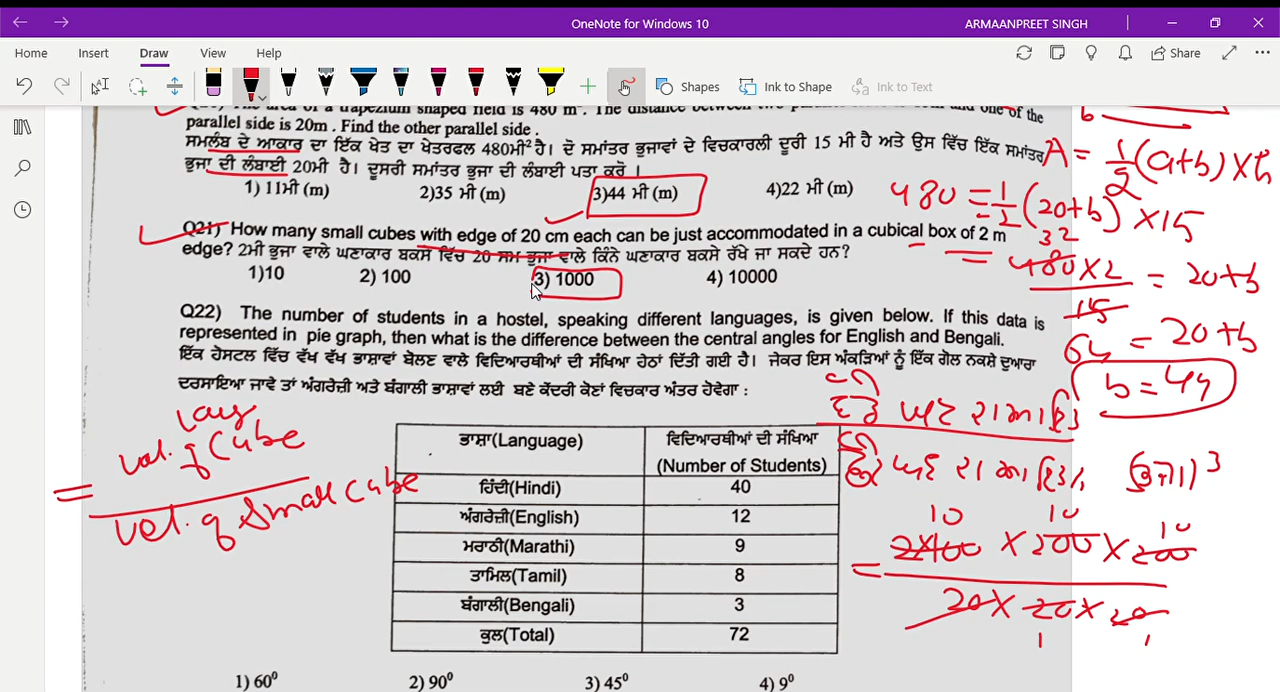 OneNote for Windows 10
ARMAANPREET SINGH
Home Insert Draw View Help
Share
Shapes Ink to Shape Ink to Text
parallel side is 20m . Find the other parallel side .
ਸਮਲੰਬ ਦੇ ਆਕਾਰ ਦਾ ਇੱਕ ਖੇਤ ਦਾ ਖੇਤਰਫਲ 480ਮੀ² ਹੈ। ਦੋ ਸਮਾਂਤਰ ਭੁਜਾਵਾਂ ਦੇ ਵਿਚਕਾਰਲੀ ਦੂਰੀ 15 ਮੀ ਹੈ ਅਤੇ ਉਸ ਵਿੱਚ ਇੱਕ ਸਮਾਂਤਰ
ਭੁਜਾ ਦੀ ਲੰਬਾਈ 20ਮੀ ਹੈ। ਦੂਸਰੀ ਸਮਾਂਤਰ ਭੁਜਾ ਦੀ ਲੰਬਾਈ ਪਤਾ ਕਰੋ ।
1) 11ਮੀ (m) 2)35 ਮੀ (m) 3)44 ਮੀ (m) 4)22 ਮੀ (m)
Q21) How many small cubes with edge of 20 cm each can be just accommodated in a cubical box of 2 m
edge? 2ਮੀ ਭੁਜਾ ਵਾਲੇ ਘਣਾਕਾਰ ਬਕਸੇ ਵਿੱਚ 20 ਸਮ ਭੁਜਾ ਵਾਲੇ ਕਿੰਨੇ ਘਣਾਕਾਰ ਬਕਸੇ ਰੱਖੇ ਜਾ ਸਕਦੇ ਹਨ?
1)10 2) 100 3) 1000 4) 10000
Q22) The number of students in a hostel, speaking different languages, is given below. If this data is
represented in pie graph, then what is the difference between the central angles for English and Bengali.
ਇੱਕ ਹੋਸਟਲ ਵਿੱਚ ਵੱਖ ਵੱਖ ਭਾਸ਼ਾਵਾਂ ਬੋਲਣ ਵਾਲੇ ਵਿਦਿਆਰਥੀਆਂ ਦੀ ਸੰਖਿਆ ਹੇਠਾਂ ਦਿੱਤੀ ਗਈ ਹੈ। ਜੇਕਰ ਇਸ ਅੰਕੜਿਆਂ ਨੂੰ ਇੱਕ ਗੋਲ ਨਕਸ਼ੇ ਦੁਆਰਾ
ਦਰਸਾਇਆ ਜਾਵੇ ਤਾਂ ਅੰਗਰੇਜ਼ੀ ਅਤੇ ਬੰਗਾਲੀ ਭਾਸ਼ਾਵਾਂ ਲਈ ਬਣੇ ਕੇਂਦਰੀ ਕੋਣਾਂ ਵਿਚਕਾਰ ਅੰਤਰ ਹੋਵੇਗਾ :
ਭਾਸ਼ਾ(Language) ਵਿਦਿਆਰਥੀਆਂ ਦੀ ਸੰਖਿਆ
(Number of Students)
ਹਿੰਦੀ(Hindi) 40
ਅੰਗਰੇਜ਼ੀ(English) 12
ਮਰਾਠੀ(Marathi) 9
ਤਾਮਿਲ(Tamil) 8
ਬੰਗਾਲੀ(Bengali) 3
ਕੁਲ(Total) 72
1) 60⁰ 2) 90⁰ 3) 45⁰ 4) 9⁰
A = 1/2 (a+b) × h
480 = 1/2 (20+b) × 15
32
480×2 = 20+b
15
64 = 20+b
b = 44
vol. of Cube
= vol. of Small Cube
10 10 10
= 2×100 × 200 × 200
20 × 20 × 20
1 1